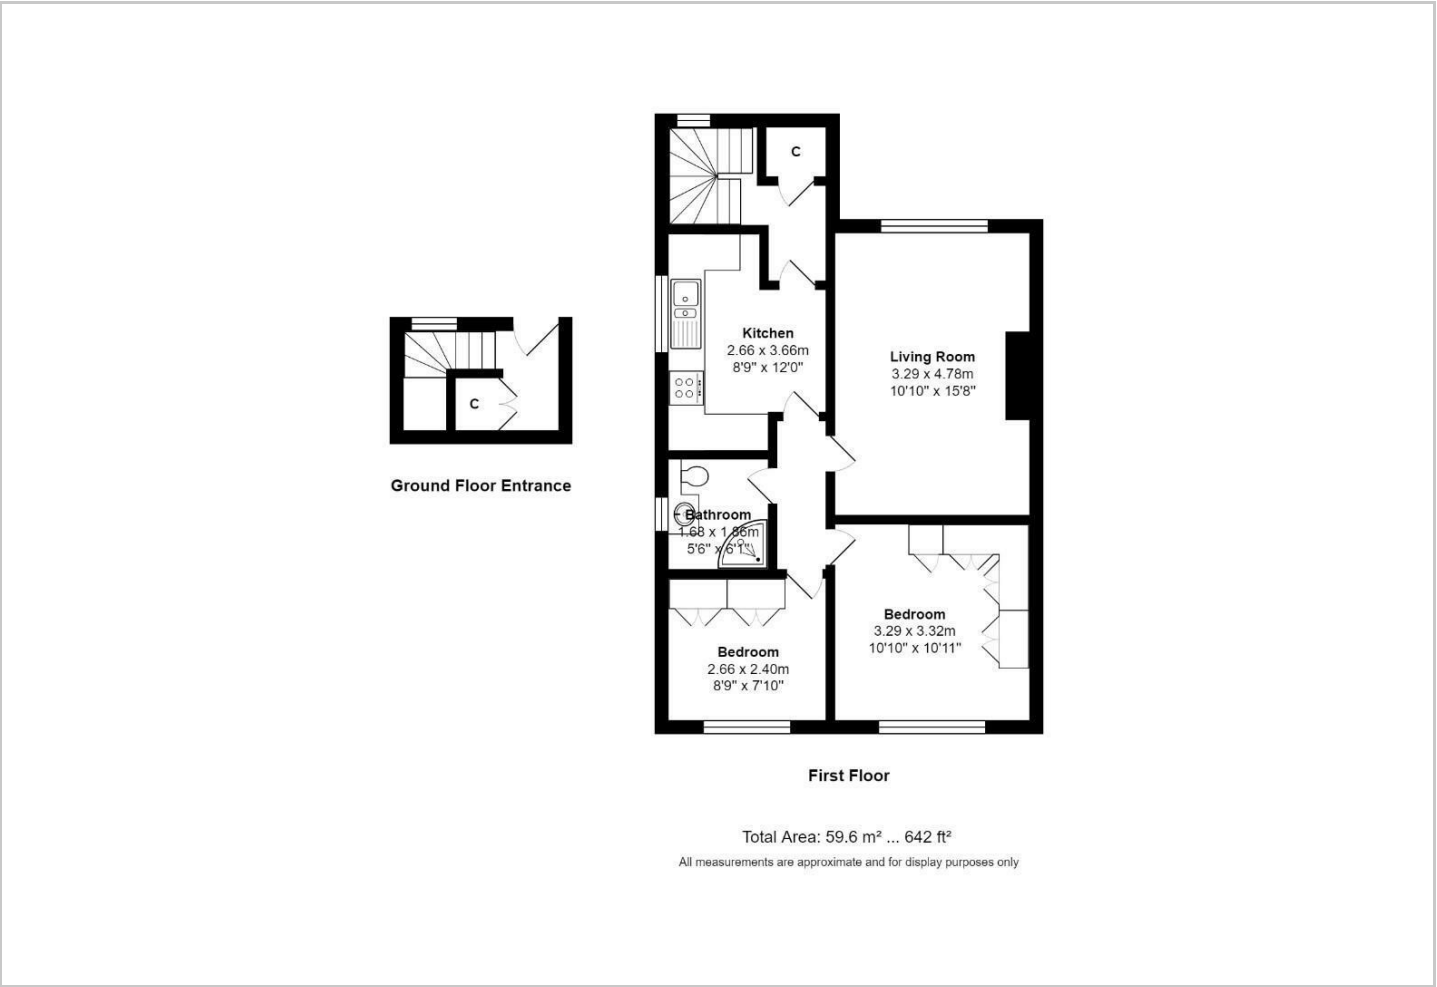 C
Kitchen
2.66 x 3.66m
8'9" x 12'0"
Living Room
3.29 x 4.78m
10'10" x 15'8"
C
Ground Floor Entrance
Bathroom
1.68 x 1.86m
5'6" x 6'1"
Bedroom
3.29 x 3.32m
10'10" x 10'11"
Bedroom
2.66 x 2.40m
8'9" x 7'10"
First Floor
Total Area: 59.6 m² ... 642 ft²
All measurements are approximate and for display purposes only